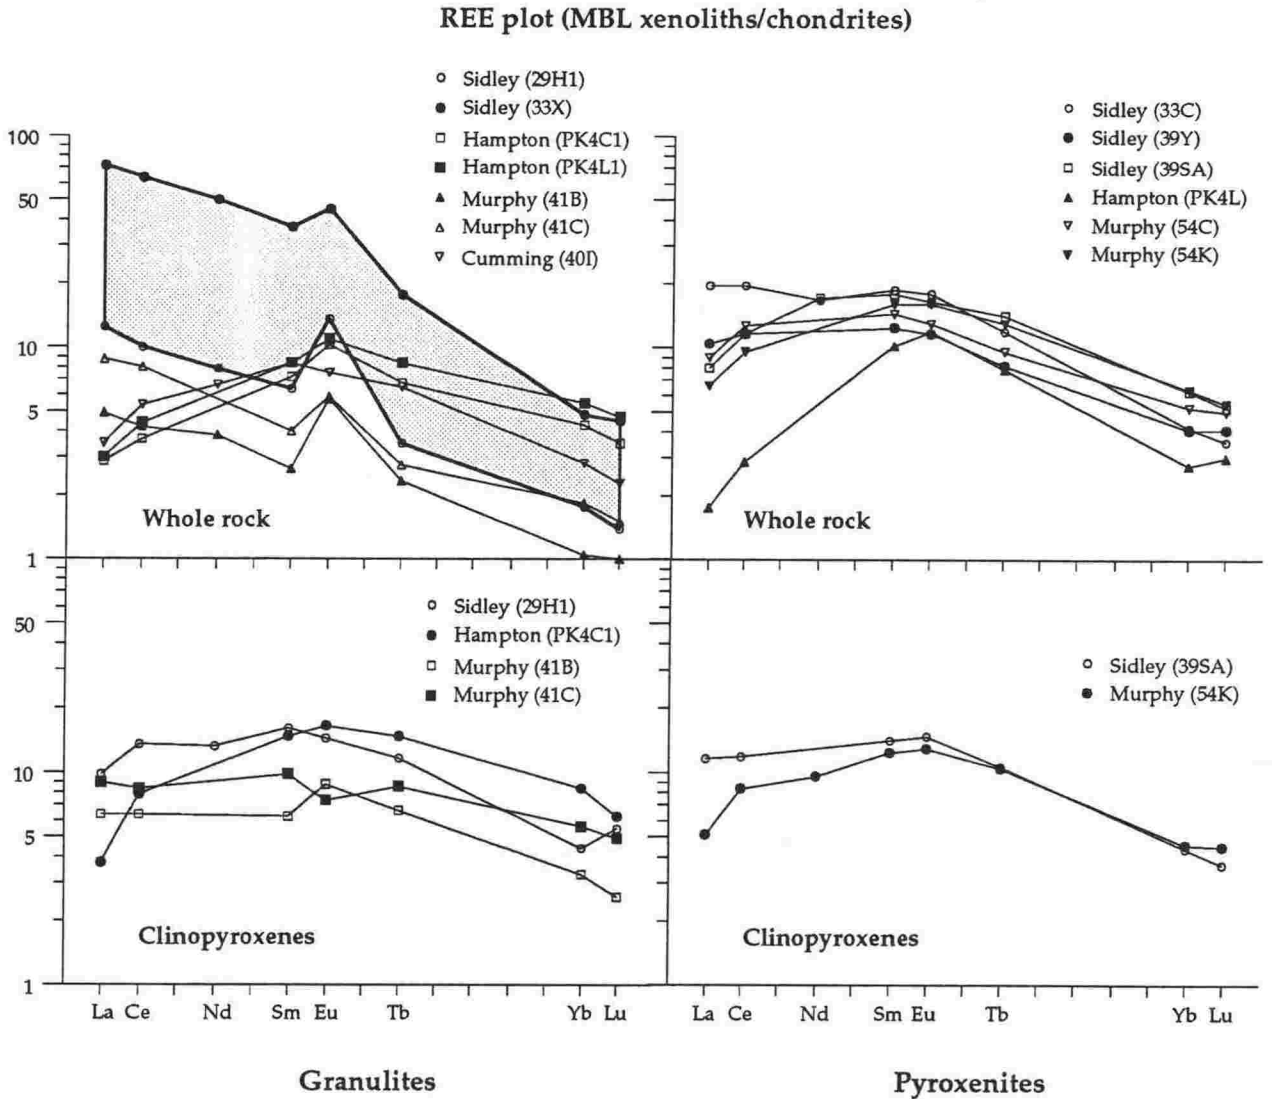 REE plot (MBL xenoliths/chondrites)
Sidley (29H1)
Sidley (33X)
Hampton (PK4C1)
Hampton (PK4L1)
Murphy (41B)
Murphy (41C)
Cumming (40I)
100
50
10
5
1
Whole rock
Sidley (33C)
Sidley (39Y)
Sidley (39SA)
Hampton (PK4L)
Murphy (54C)
Murphy (54K)
Whole rock
Sidley (29H1)
Hampton (PK4C1)
Murphy (41B)
Murphy (41C)
50
10
5
1
Clinopyroxenes
Sidley (39SA)
Murphy (54K)
Clinopyroxenes
La Ce Nd Sm Eu Tb Yb Lu
La Ce Nd Sm Eu Tb Yb Lu
Granulites
Pyroxenites